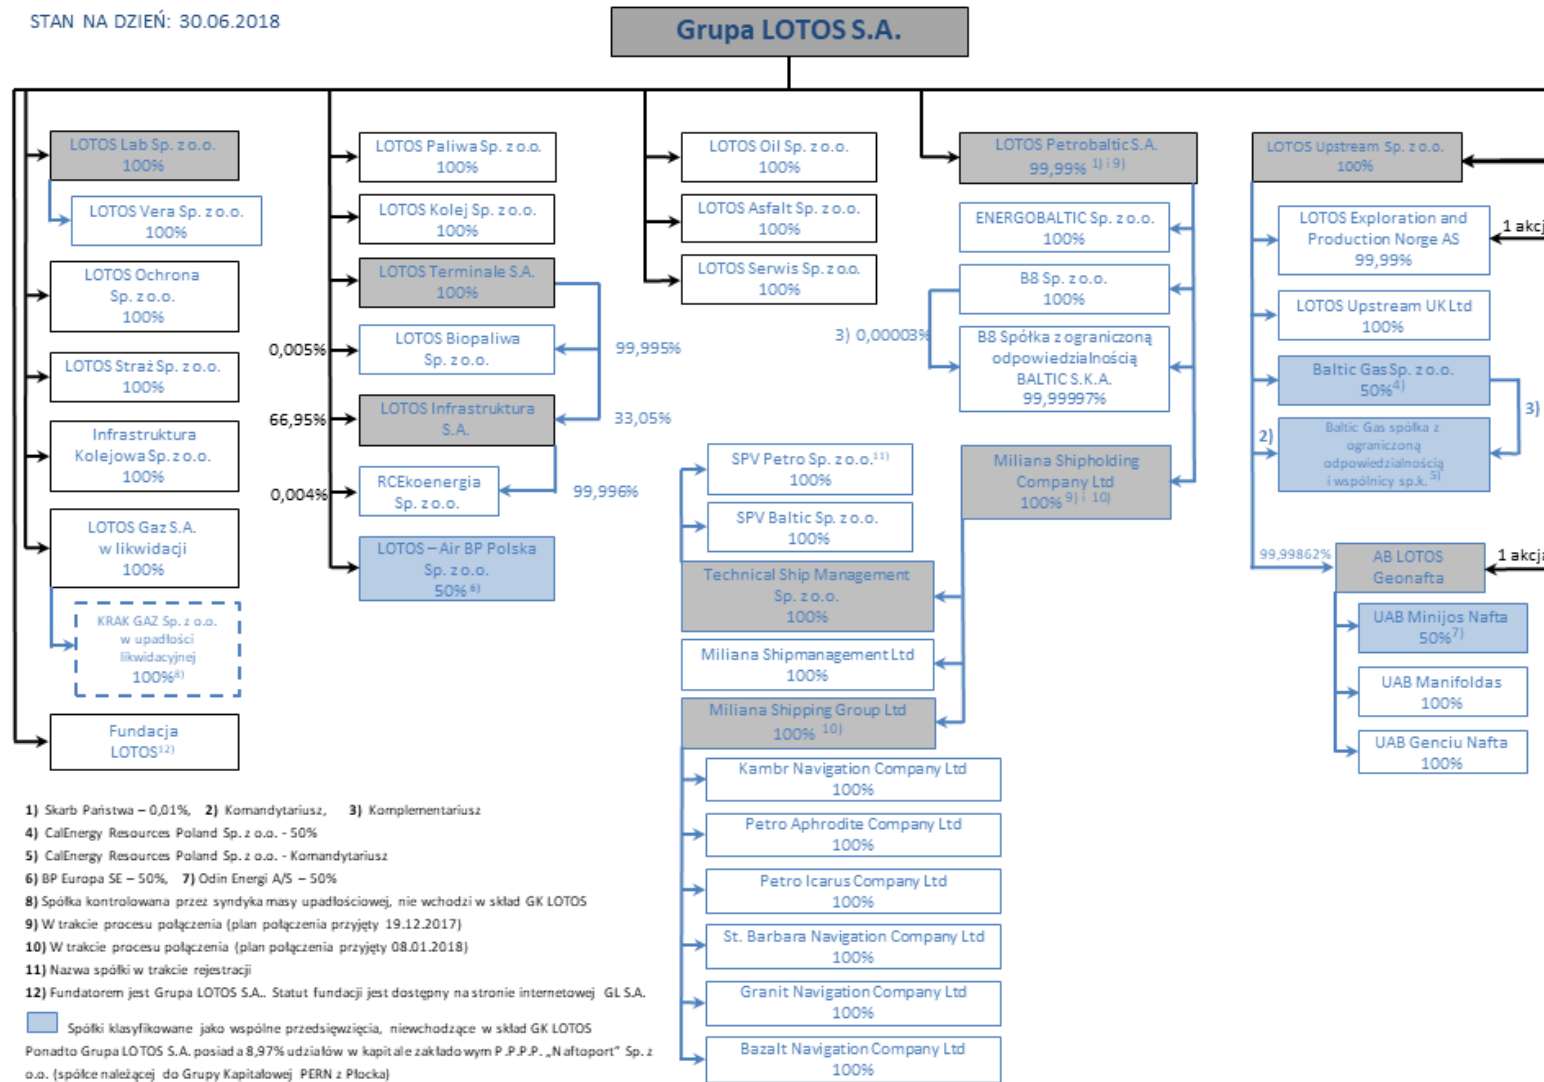 STAN NA DZIEŃ: 30.06.2018
Grupa LOTOS S.A.
LOTOS Lab Sp. z o.o.
100%
LOTOS Vera Sp. z o.o.
100%
LOTOS Ochrona
Sp. z o.o.
100%
LOTOS Straż Sp. z o.o.
100%
Infrastruktura
Kolejowa Sp. z o.o.
100%
LOTOS Gaz S.A.
w likwidacji
100%
KRAK GAZ Sp. z o.o.
w upadłości
likwidacyjnej
100%8)
Fundacja
LOTOS12)
LOTOS Paliwa Sp. z o.o.
100%
LOTOS Kolej Sp. z o.o.
100%
LOTOS Terminale S.A.
100%
0,005%
LOTOS Biopaliwa
Sp. z o.o.
99,995%
66,95%
LOTOS Infrastruktura
S.A.
33,05%
0,004%
RCEkoenergia
Sp. z o.o.
99,996%
LOTOS – Air BP Polska
Sp. z o.o.
50% 6)
LOTOS Oil Sp. z o.o.
100%
LOTOS Asfalt Sp. z o.o.
100%
LOTOS Serwis Sp. z o.o.
100%
LOTOS Petrobaltic S.A.
99,99% 1) i 9)
ENERGOBALTIC Sp. z o.o.
100%
B8 Sp. z o.o.
100%
3) 0,00003%
B8 Spółka z ograniczoną
odpowiedzialnością
BALTIC S.K.A.
99,99997%
Miliana Shipholding
Company Ltd
100% 9) i 10)
SPV Petro Sp. z o.o.11)
100%
SPV Baltic Sp. z o.o.
100%
Technical Ship Management
Sp. z o.o.
100%
Miliana Shipmanagement Ltd
100%
Miliana Shipping Group Ltd
100% 10)
Kambr Navigation Company Ltd
100%
Petro Aphrodite Company Ltd
100%
Petro Icarus Company Ltd
100%
St. Barbara Navigation Company Ltd
100%
Granit Navigation Company Ltd
100%
Bazalt Navigation Company Ltd
100%
LOTOS Upstream Sp. z o.o.
100%
LOTOS Exploration and
Production Norge AS
99,99%
1 akcj
LOTOS Upstream UK Ltd
100%
Baltic Gas Sp. z o.o.
50%4)
3)
2)
Baltic Gas spółka z
ograniczoną
odpowiedzialnością
i wspólnicy sp.k. 5)
99,99862%
AB LOTOS
Geonafta
1 akcja
UAB Minijos Nafta
50%7)
UAB Manifoldas
100%
UAB Genciu Nafta
100%
1) Skarb Państwa – 0,01%, 2) Komandytariusz, 3) Komplementariusz
4) CalEnergy Resources Poland Sp. z o.o. - 50%
5) CalEnergy Resources Poland Sp. z o.o. - Komandytariusz
6) BP Europa SE – 50%, 7) Odin Energi A/S – 50%
8) Spółka kontrolowana przez syndyka masy upadłościowej, nie wchodzi w skład GK LOTOS
9) W trakcie procesu połączenia (plan połączenia przyjęty 19.12.2017)
10) W trakcie procesu połączenia (plan połączenia przyjęty 08.01.2018)
11) Nazwa spółki w trakcie rejestracji
12) Fundatorem jest Grupa LOTOS S.A.. Statut fundacji jest dostępny na stronie internetowej GL S.A.
Spółki klasyfikowane jako wspólne przedsięwzięcia, niewchodzące w skład GK LOTOS
Ponadto Grupa LOTOS S.A. posiada 8,97% udziałów w kapitale zakładowym P.P.P.P. „Naftoport” Sp. z
o.o. (spółce należącej do Grupy Kapitałowej PERN z Płocka)